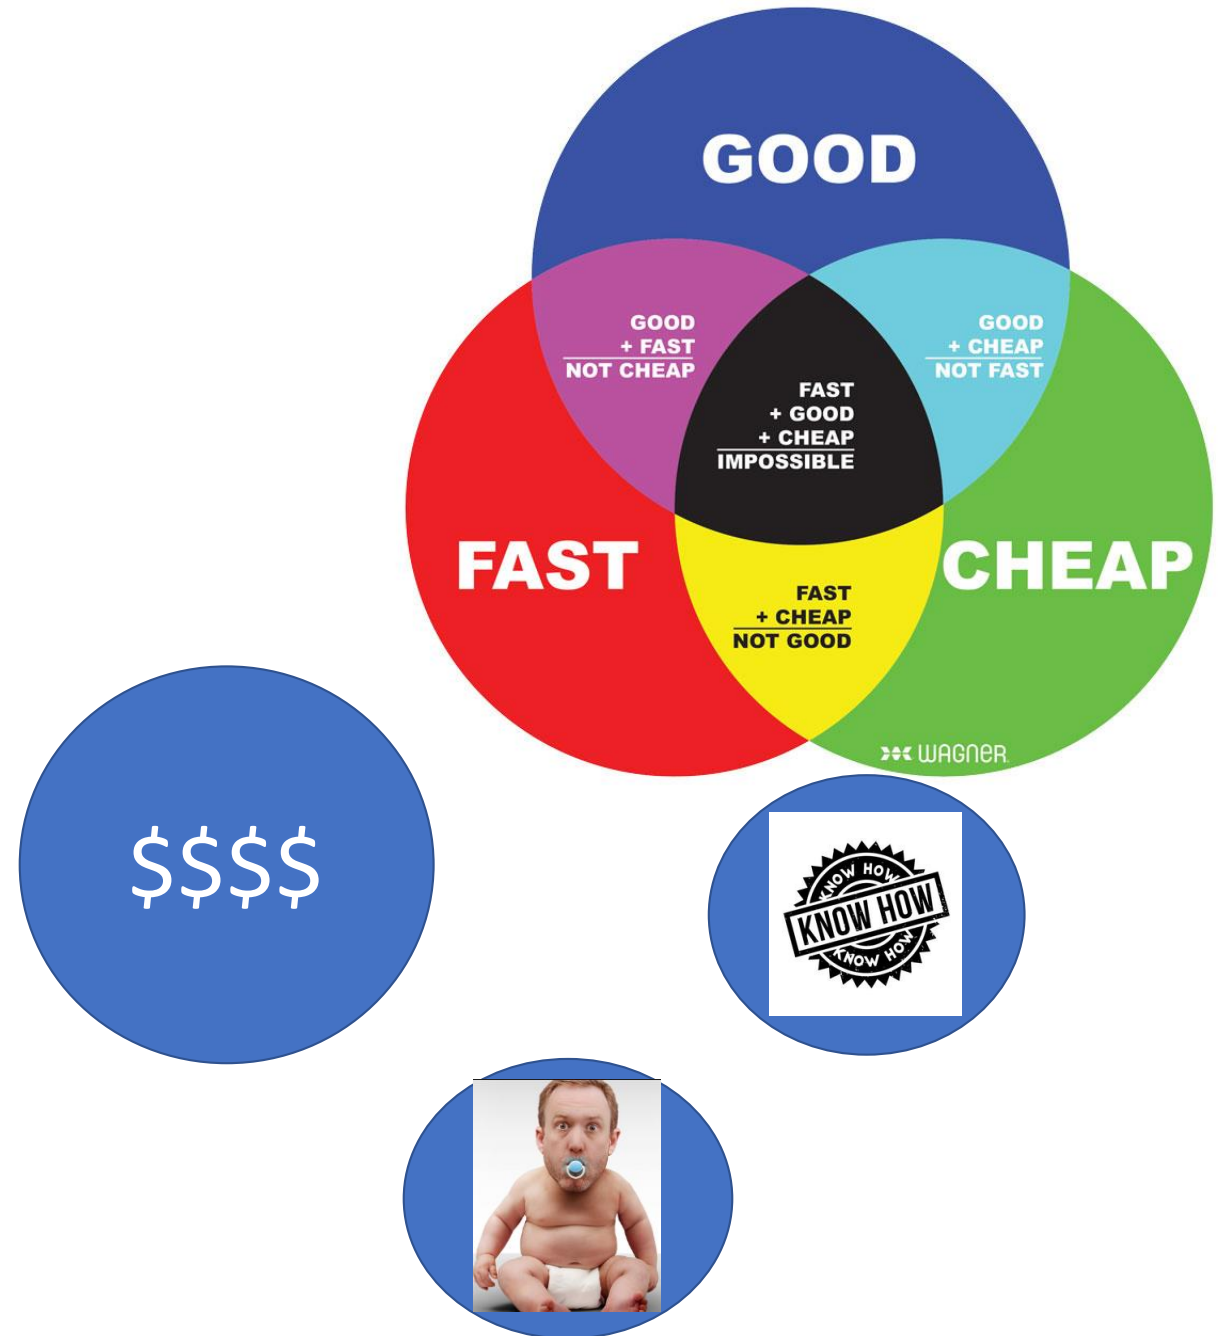 GOOD
GOOD
+ FAST
NOT CHEAP
GOOD
+ CHEAP
NOT FAST
FAST
+ GOOD
+ CHEAP
IMPOSSIBLE
FAST
CHEAP
FAST
+ CHEAP
NOT GOOD
WAGNER
$$$$
KNOW HOW
KNOW HOW
KNOW HOW